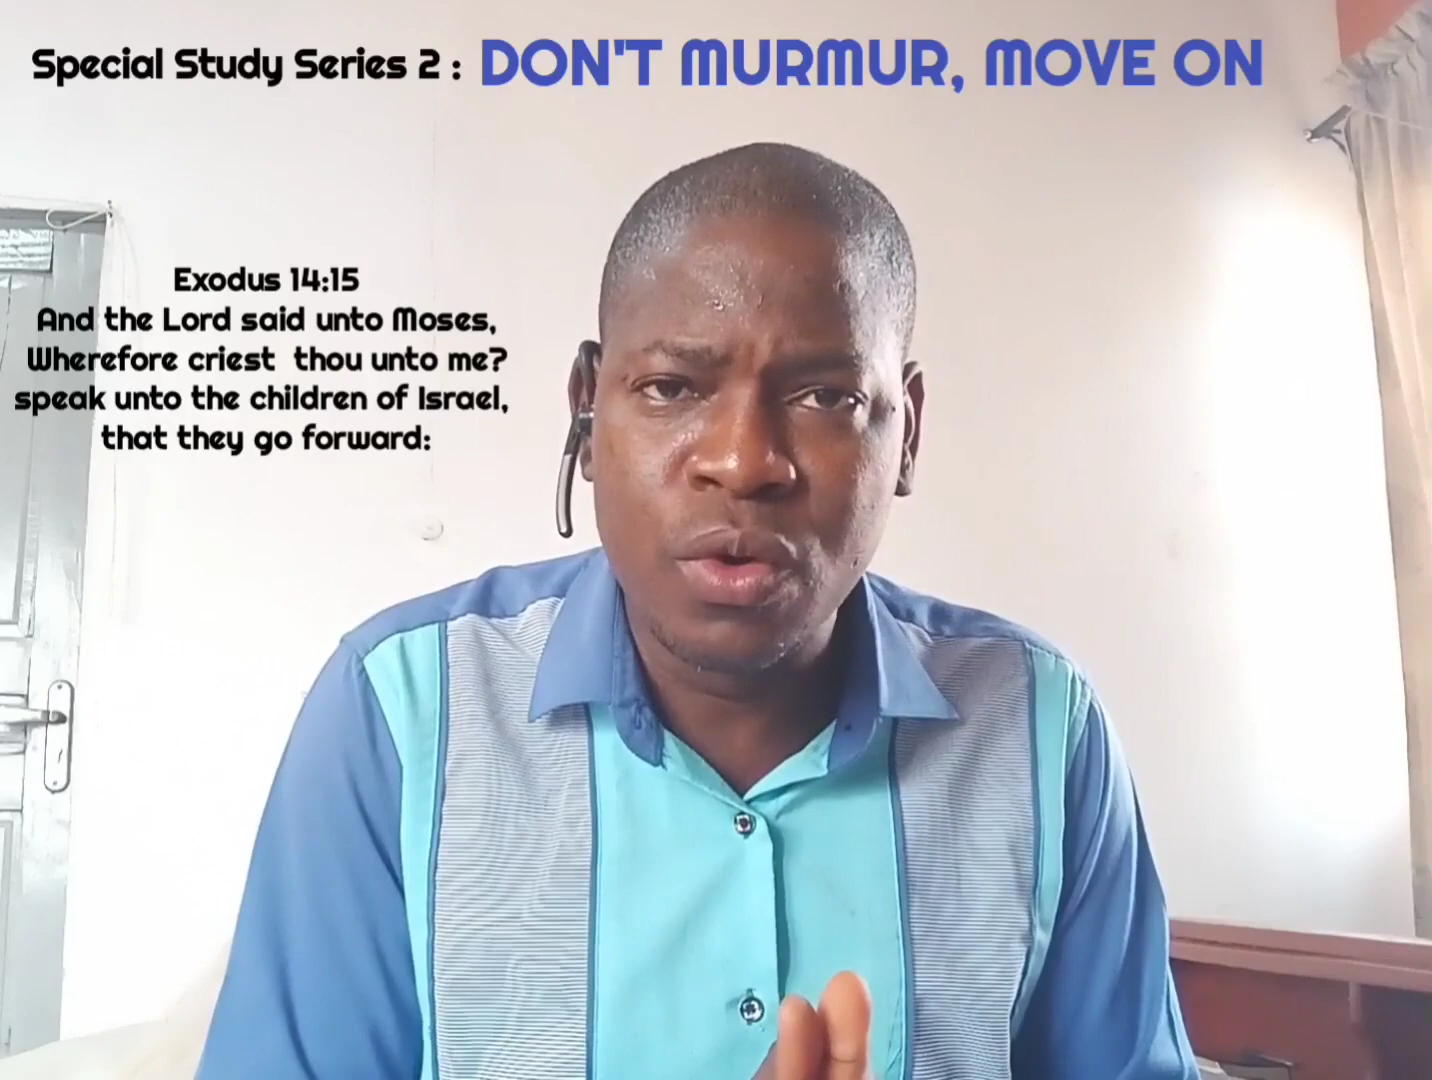 Special Study Series 2 : DON'T MURMUR, MOVE ON
Exodus 14:15
And the Lord said unto Moses,
Wherefore criest thou unto me?
speak unto the children of Israel,
that they go forward: